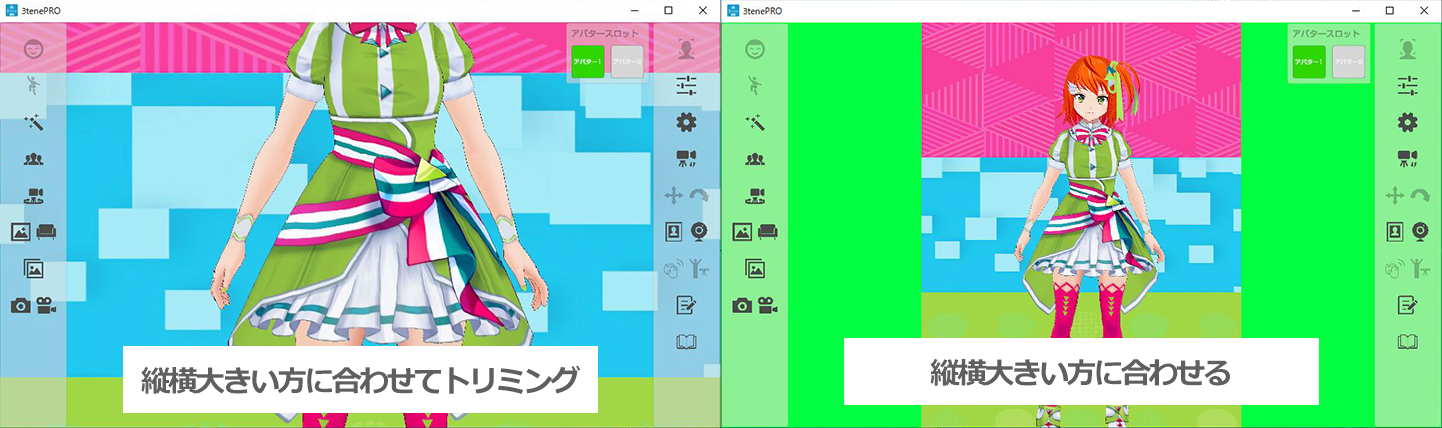 3tenePRO
アバタースロット
アバター1
アバター2
縦横大きい方に合わせてトリミング
3tenePRO
アバタースロット
アバター1
アバター2
縦横大きい方に合わせる